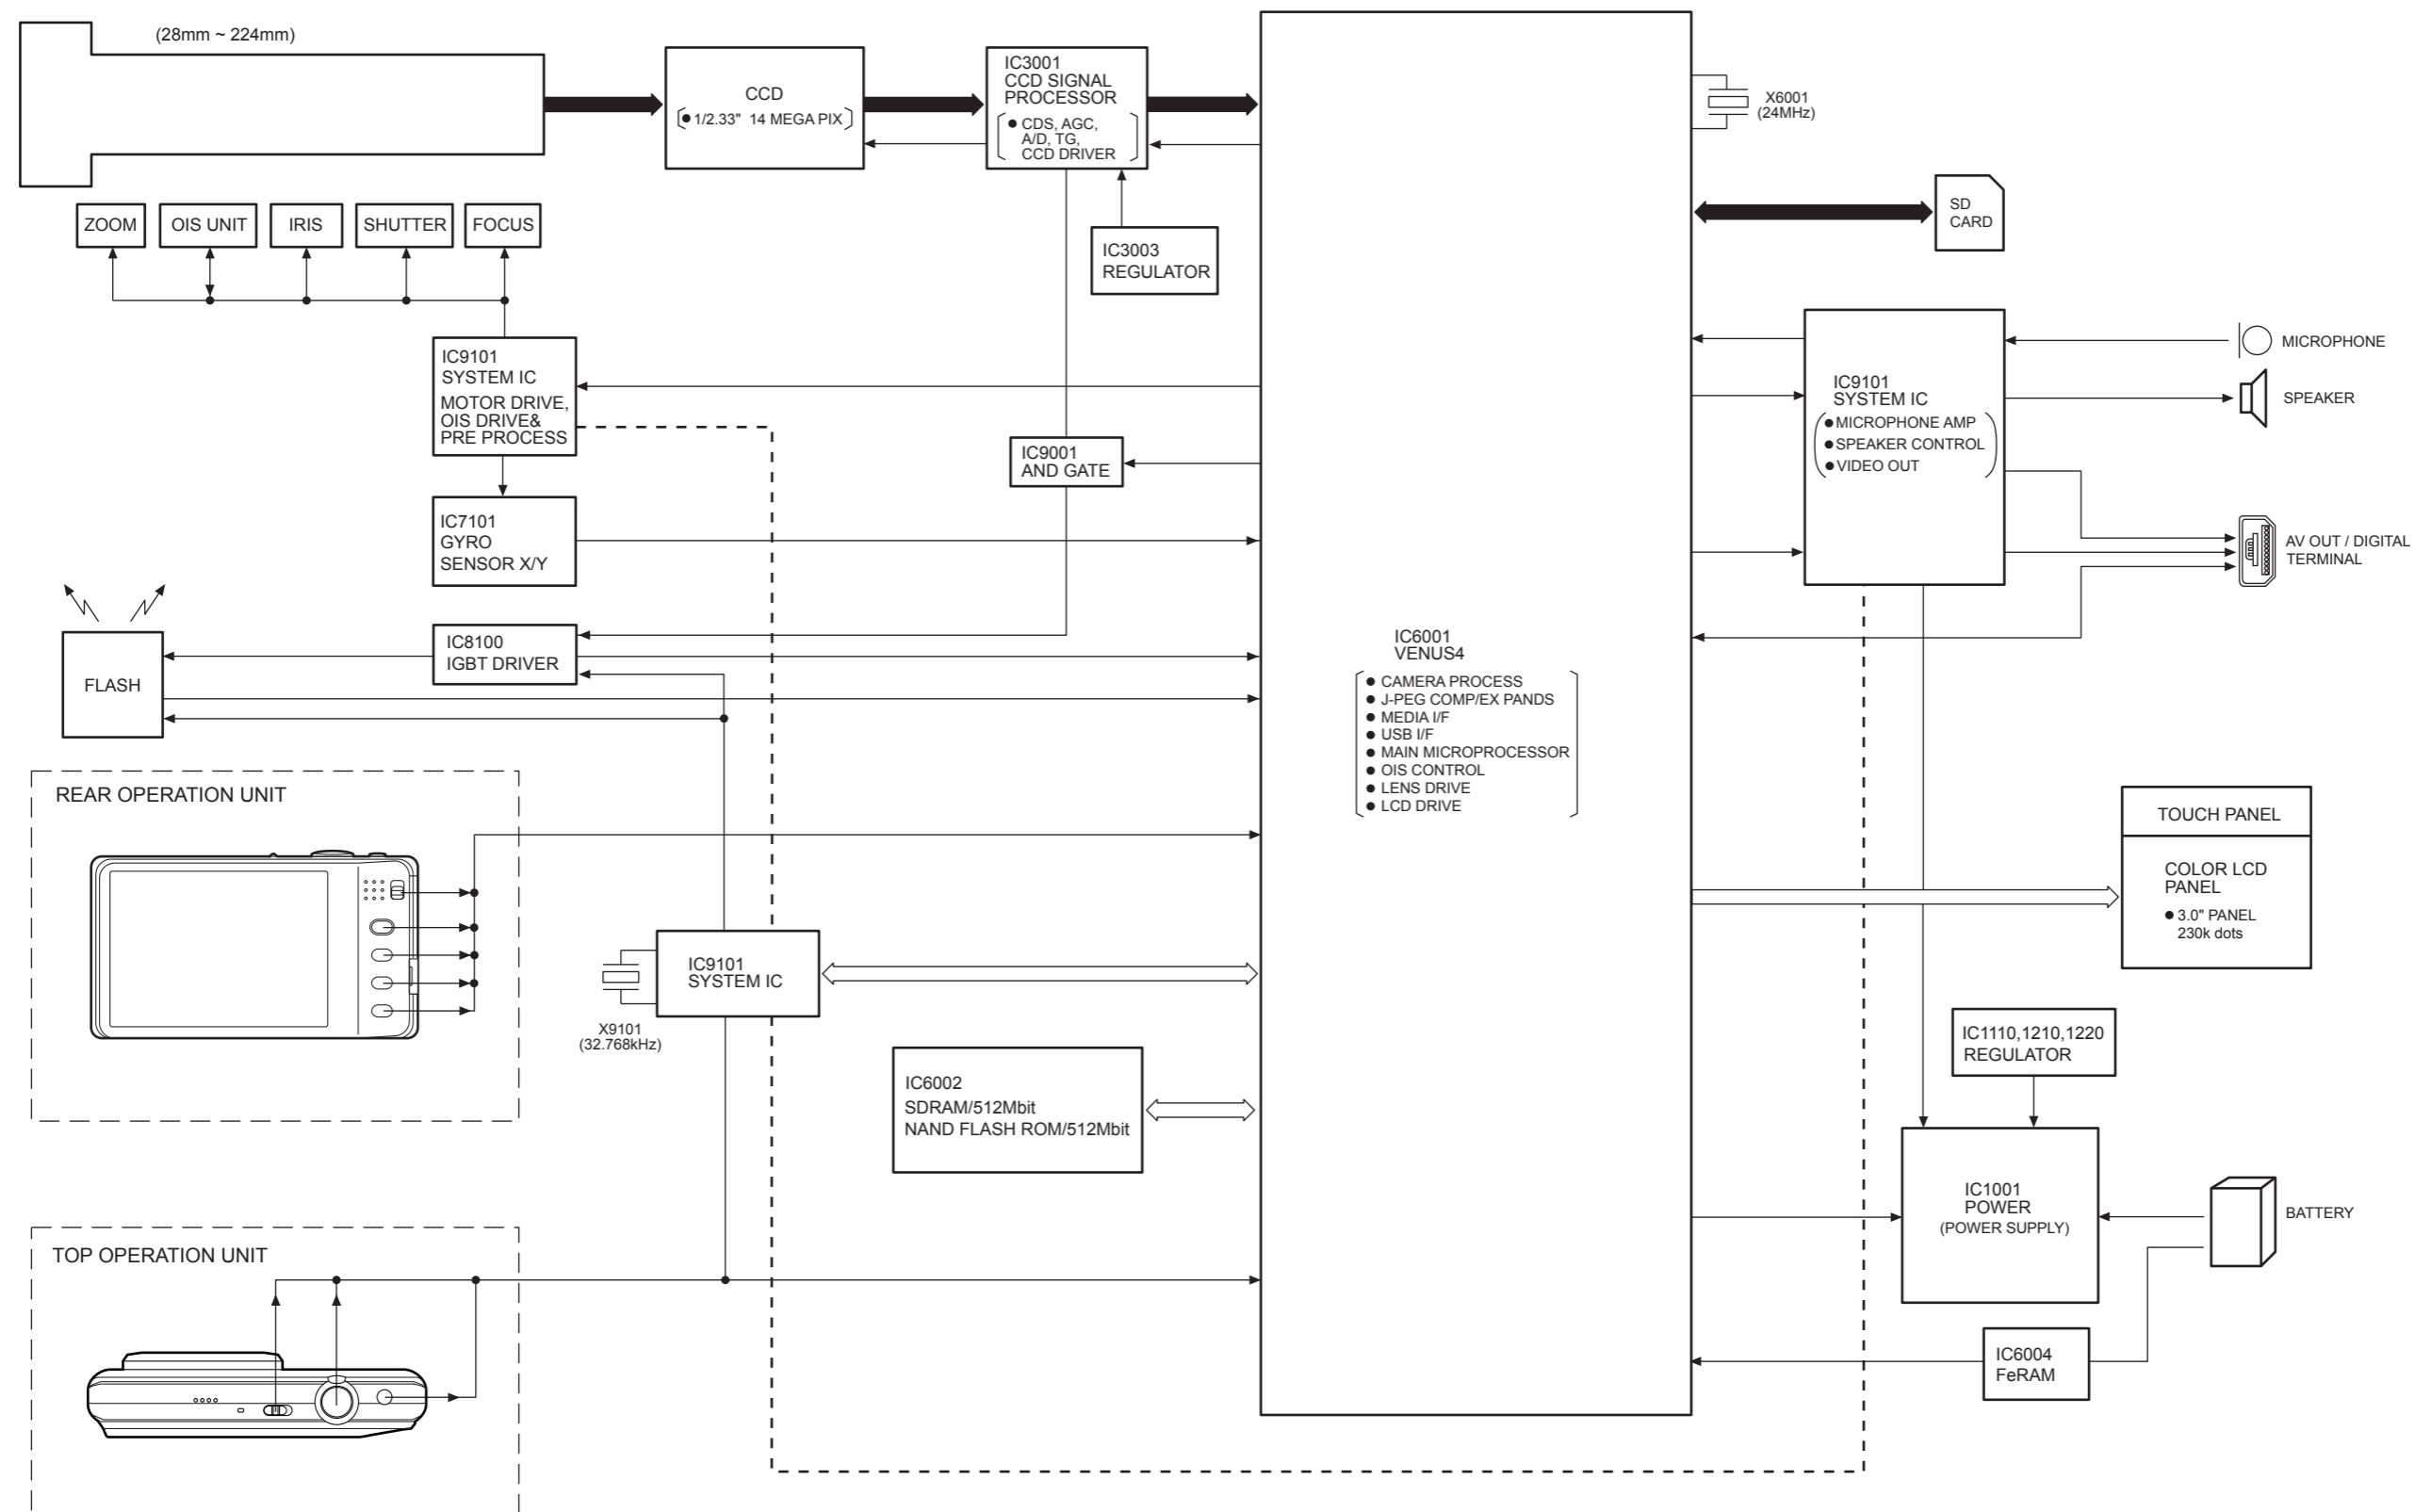 (28mm ~ 224mm)
CCD
● 1/2.33" 14 MEGA PIX
IC3001
CCD SIGNAL
PROCESSOR
● CDS, AGC,
A/D, TG,
CCD DRIVER
X6001
(24MHz)
SD
CARD
ZOOM
OIS UNIT
IRIS
SHUTTER
FOCUS
IC3003
REGULATOR
IC9101
SYSTEM IC
MOTOR DRIVE,
OIS DRIVE&
PRE PROCESS
IC9101
SYSTEM IC
● MICROPHONE AMP
● SPEAKER CONTROL
● VIDEO OUT
MICROPHONE
SPEAKER
IC9001
AND GATE
IC7101
GYRO
SENSOR X/Y
AV OUT / DIGITAL
TERMINAL
FLASH
IC8100
IGBT DRIVER
IC6001
VENUS4
● CAMERA PROCESS
● J-PEG COMP/EX PANDS
● MEDIA I/F
● USB I/F
● MAIN MICROPROCESSOR
● OIS CONTROL
● LENS DRIVE
● LCD DRIVE
REAR OPERATION UNIT
TOUCH PANEL
COLOR LCD
PANEL
● 3.0" PANEL
230k dots
IC9101
SYSTEM IC
X9101
(32.768kHz)
IC1110,1210,1220
REGULATOR
IC6002
SDRAM/512Mbit
NAND FLASH ROM/512Mbit
IC1001
POWER
(POWER SUPPLY)
BATTERY
TOP OPERATION UNIT
IC6004
FeRAM